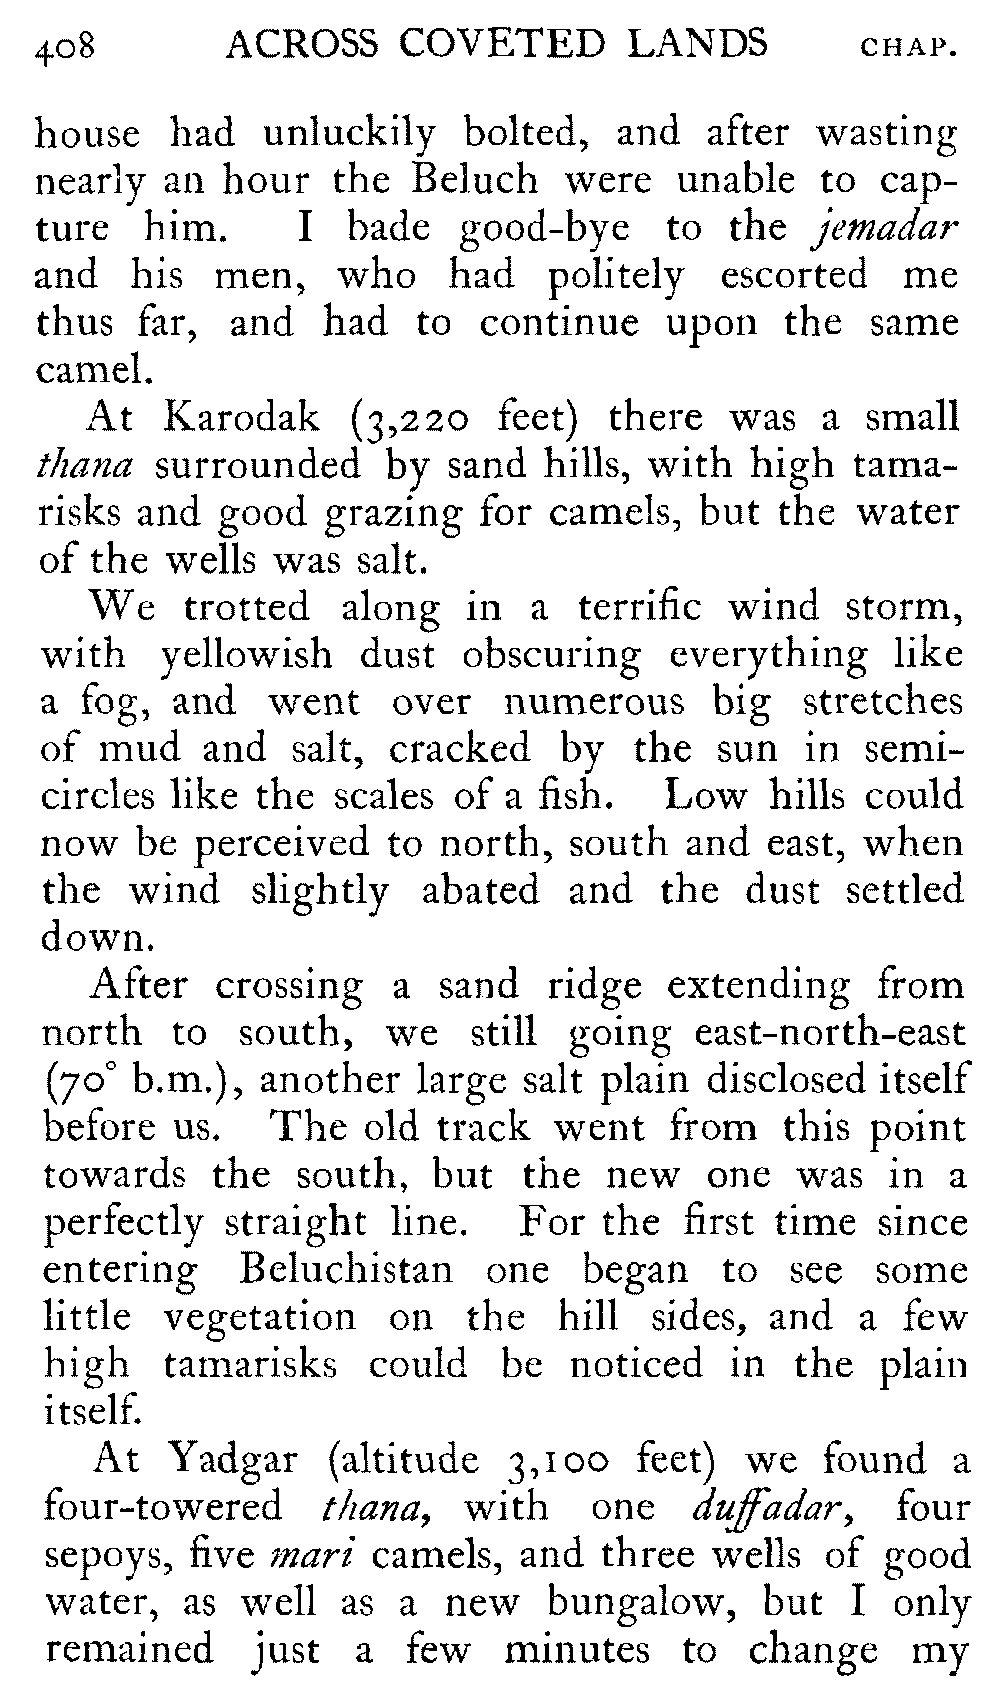 408 ACROSS COVETED LANDS CHAP.
house had unluckily bolted, and after wasting
nearly an hour the Beluch were unable to cap-
ture him. I bade good-bye to the jemadar
and his men, who had politely escorted me
thus far, and had to continue upon the same
camel.
At Karodak (3,220 feet) there was a small
thana surrounded by sand hills, with high tama-
risks and good grazing for camels, but the water
of the wells was salt.
We trotted along in a terrific wind storm,
with yellowish dust obscuring everything like
a fog, and went over numerous big stretches
of mud and salt, cracked by the sun in semi-
circles like the scales of a fish. Low hills could
now be perceived to north, south and east, when
the wind slightly abated and the dust settled
down.
After crossing a sand ridge extending from
north to south, we still going east-north-east
(70° b.m.), another large salt plain disclosed itself
before us. The old track went from this point
towards the south, but the new one was in a
perfectly straight line. For the first time since
entering Beluchistan one began to see some
little vegetation on the hill sides, and a few
high tamarisks could be noticed in the plain
itself.
At Yadgar (altitude 3,100 feet) we found a
four-towered thana, with one duffadar, four
sepoys, five mari camels, and three wells of good
water, as well as a new bungalow, but I only
remained just a few minutes to change my